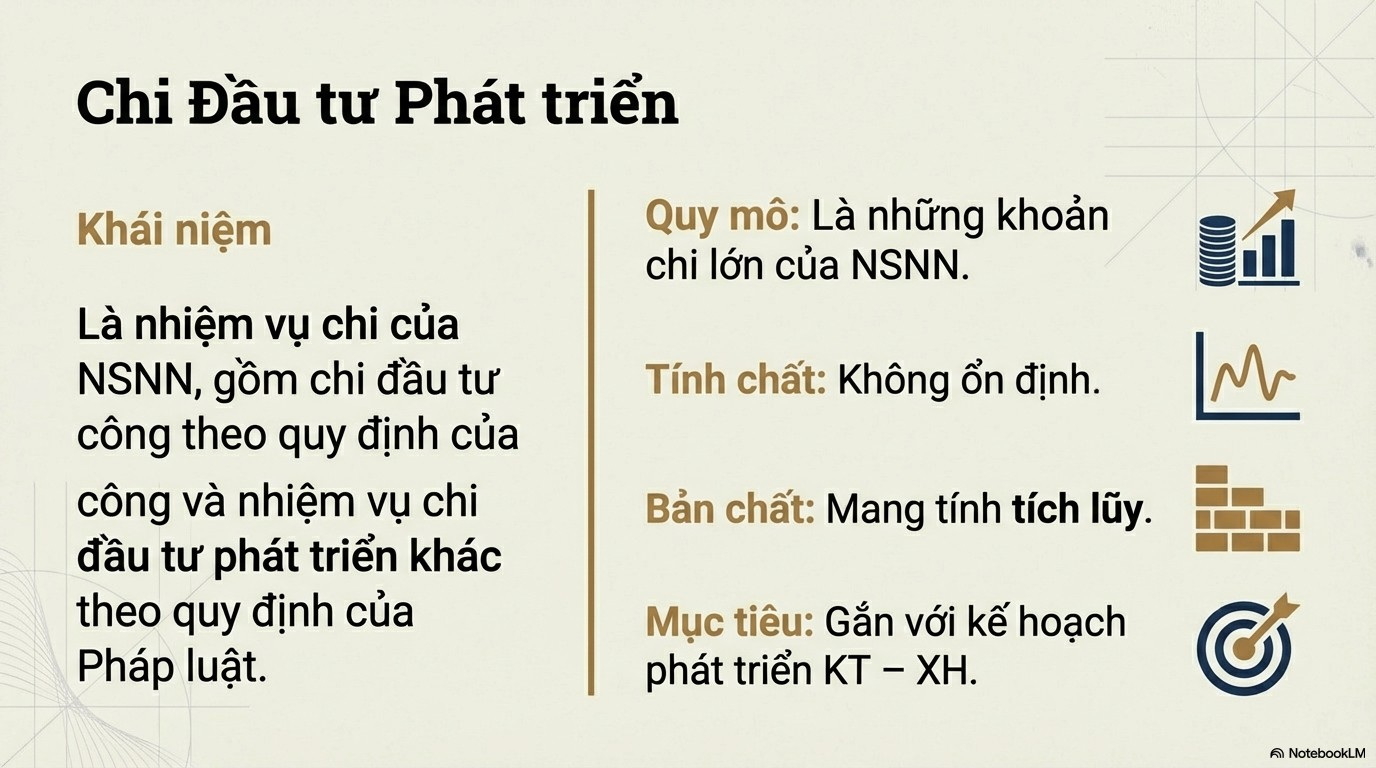 Chi Đầu tư Phát triển
Khái niệm
Là nhiệm vụ chi của
NSNN, gồm chi đầu tư
công theo quy định của
công và nhiệm vụ chi
đầu tư phát triển khác
theo quy định của
Pháp luật.
Quy mô: Là những khoản
chi lớn của NSNN.
Tính chất: Không ổn định.
Bản chất: Mang tính tích lũy.
Mục tiêu: Gắn với kế hoạch
phát triển KT – XH.
NotebookLM